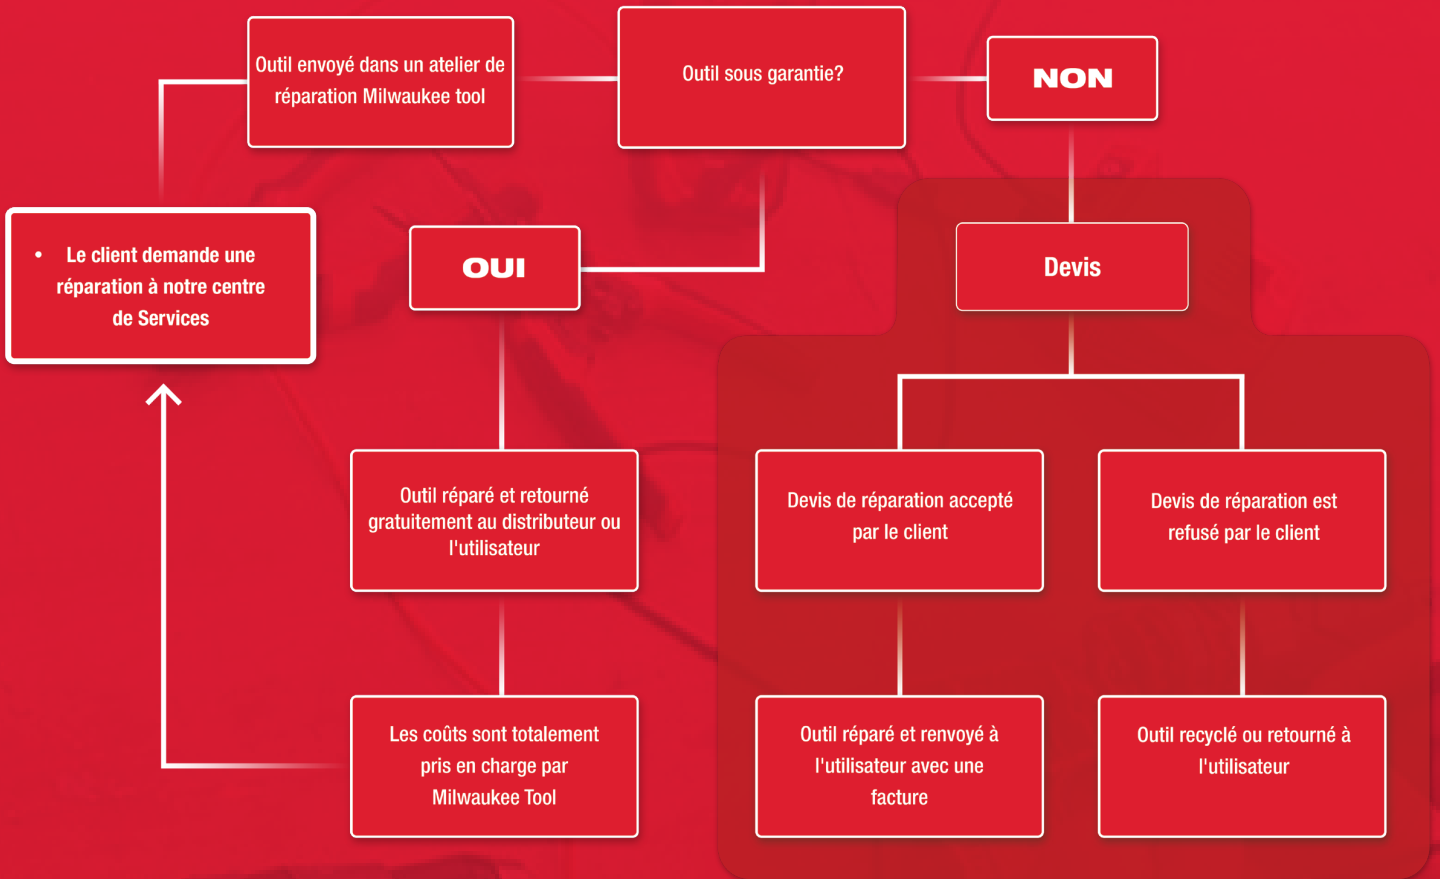 Outil envoyé dans un atelier de
réparation Milwaukee tool
Outil sous garantie?
NON
• Le client demande une
réparation à notre centre
de Services
OUI
Devis
Outil réparé et retourné
gratuitement au distributeur ou
l'utilisateur
Devis de réparation accepté
par le client
Devis de réparation est
refusé par le client
Les coûts sont totalement
pris en charge par
Milwaukee Tool
Outil réparé et renvoyé à
l'utilisateur avec une
facture
Outil recyclé ou retourné à
l'utilisateur